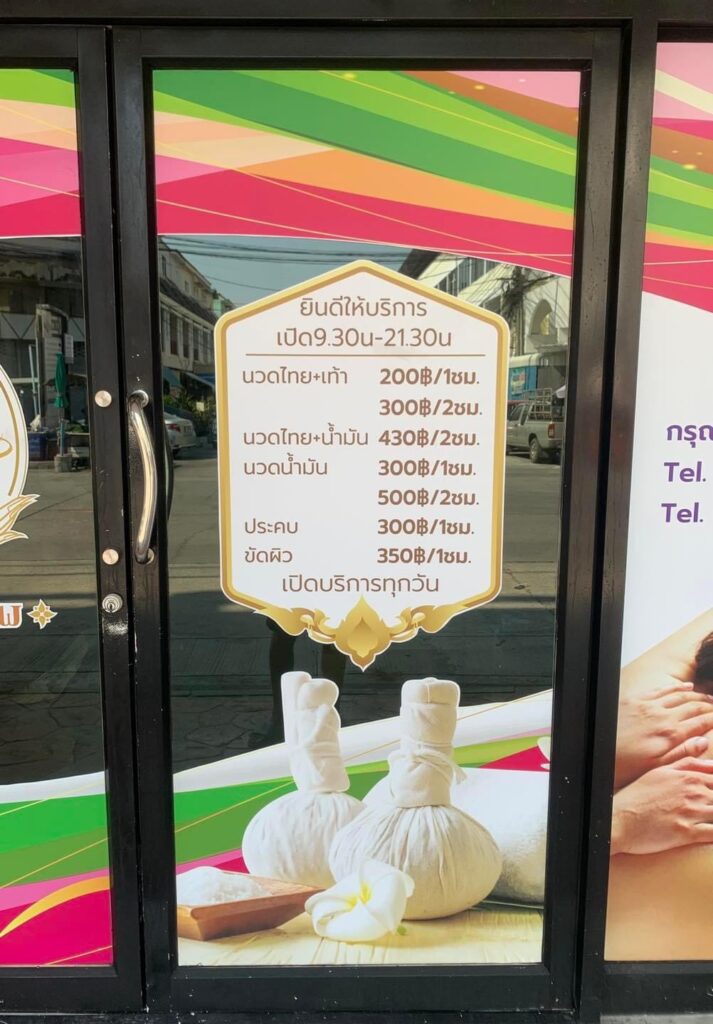 ยินดีให้บริการ
เปิด9.30น-21.30น
นวดไทย+เท้า 200฿/1ชม.
300฿/2ชม.
นวดไทย+น้ำมัน 430฿/2ชม.
นวดน้ำมัน 300฿/1ชม.
500฿/2ชม.
ประคบ 300฿/1ชม.
ขัดผิว 350฿/1ชม.
เปิดบริการทุกวัน
Tel.
Tel.